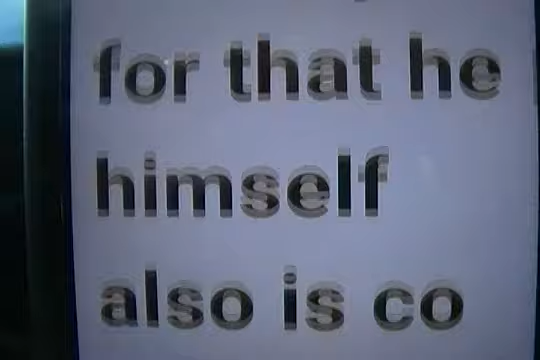 for that he
himself
also is co